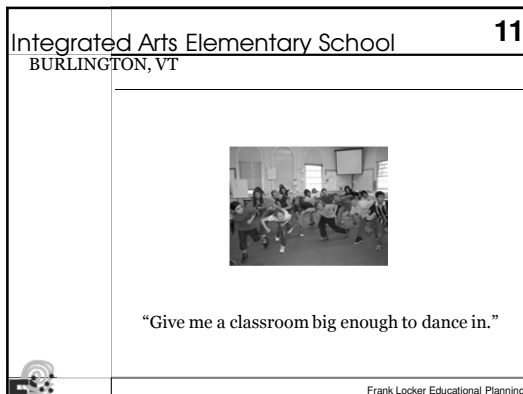 Integrated Arts Elementary School
11
BURLINGTON, VT
“Give me a classroom big enough to dance in.”
Frank Locker Educational Planning